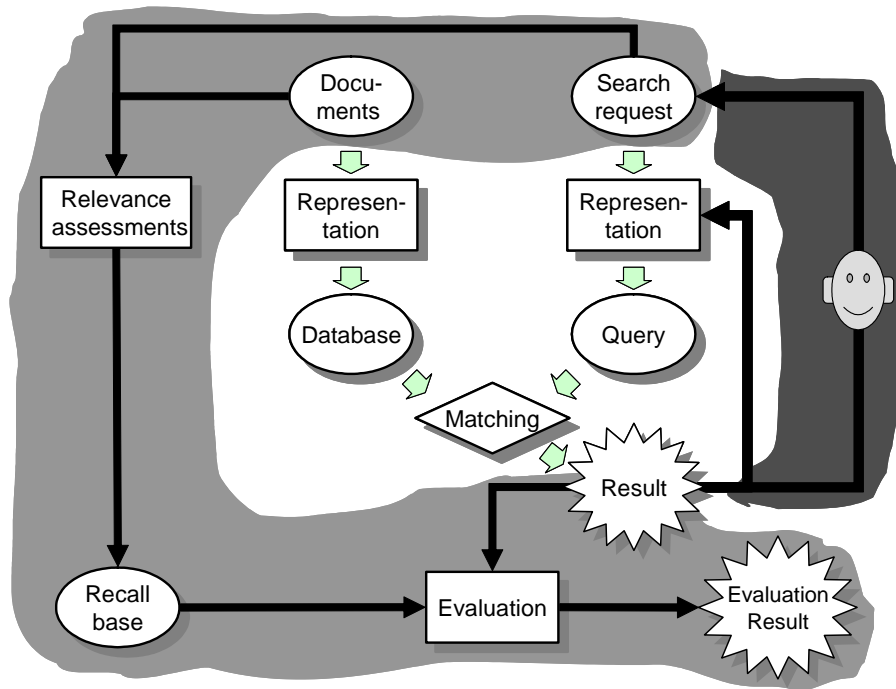 Docu-
ments
Search
request
Relevance
assessments
Represen-
tation
Represen-
tation
Database
Query
Matching
Result
Recall
base
Evaluation
Evaluation
Result